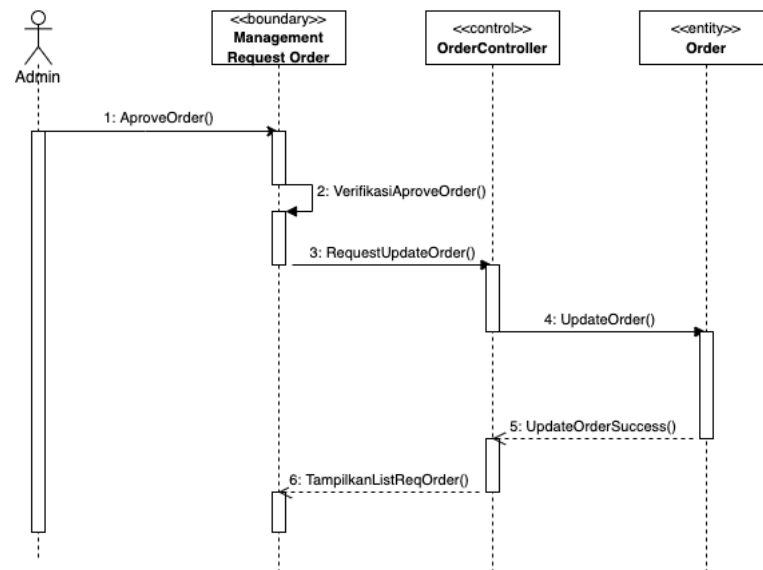 <<boundary>>
Management
Request Order
<<control>>
OrderController
<<entity>>
Order
Admin
1: AproveOrder()
2: VerifikasiAproveOrder()
3: RequestUpdateOrder()
4: UpdateOrder()
5: UpdateOrderSuccess()
6: TampilkanListReqOrder()